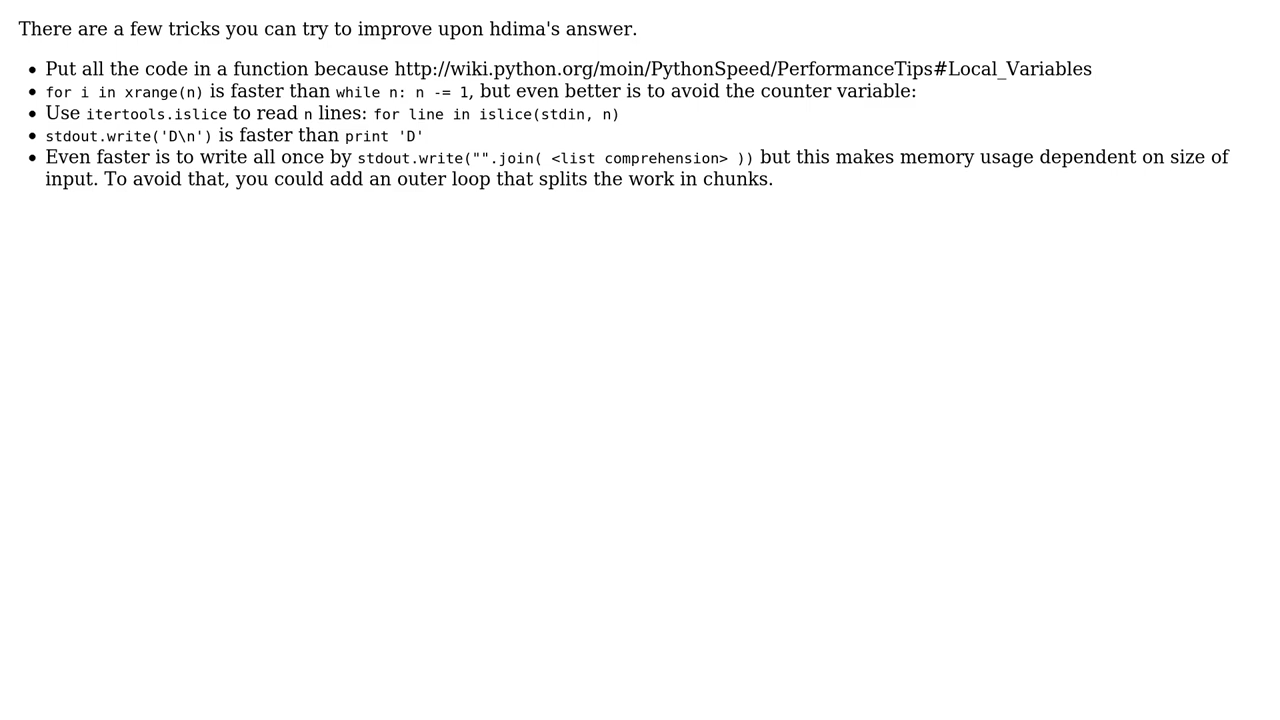 There are a few tricks you can try to improve upon hdima's answer.
• Put all the code in a function because http://wiki.python.org/moin/PythonSpeed/PerformanceTips#Local_Variables
• for i in xrange(n) is faster than while n: n -= 1, but even better is to avoid the counter variable:
• Use itertools.islice to read n lines: for line in islice(stdin, n)
• stdout.write('D\n') is faster than print 'D'
• Even faster is to write all once by stdout.write("".join( <list comprehension> )) but this makes memory usage dependent on size of
input. To avoid that, you could add an outer loop that splits the work in chunks.